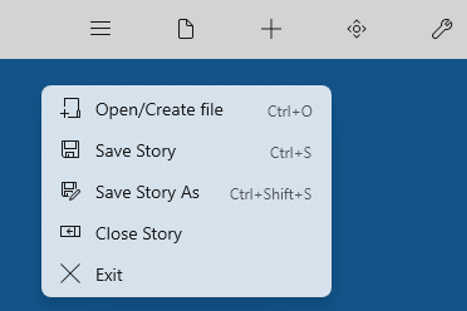 Open/Create file Ctrl+O
Save Story Ctrl+S
Save Story As Ctrl+Shift+S
Close Story
Exit